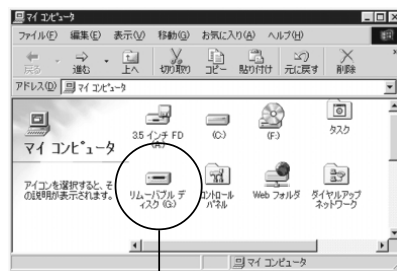 マイ コンピュータ
ファイル(F) 編集(E) 表示(V) 移動(G) お気に入り(A) ヘルプ(H)
戻る 進む 上へ 切り取り コピー 貼り付け 元に戻す 削除
アドレス(D) マイ コンピュータ
マイ コンピュータ
アイコンを選択すると、そ
の説明が表示されます。
3.5 インチ FD
(A:)
(C:)
(F:)
タスク
リムーバブル デ
ィスク (G:)
コントロール
パネル
Web フォルダ
ダイヤルアップ
ネットワーク
マイ コンピュータ